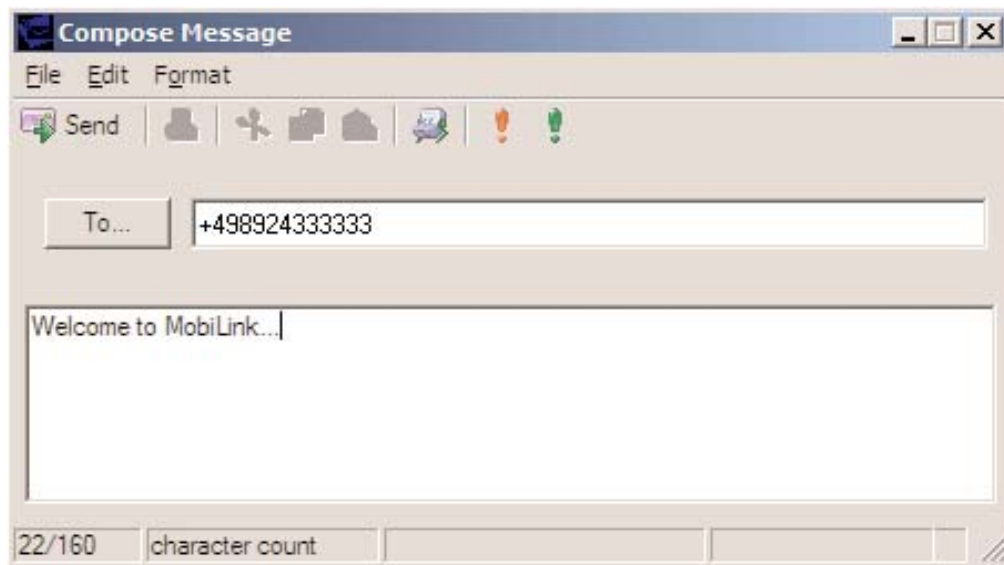 Compose Message
File Edit Format
Send
To... +498924333333
Welcome to MobiLink...
22/160 character count